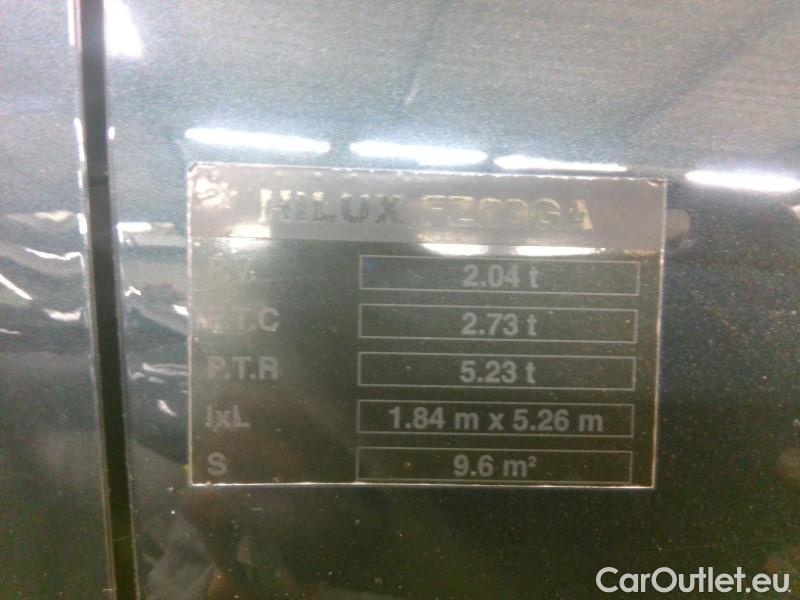 HILUX
2.04 t
P.T.C 2.73 t
P.T.R 5.23 t
lxL 1.84 m x 5.26 m
S 9.6 m²
CarOutlet.eu